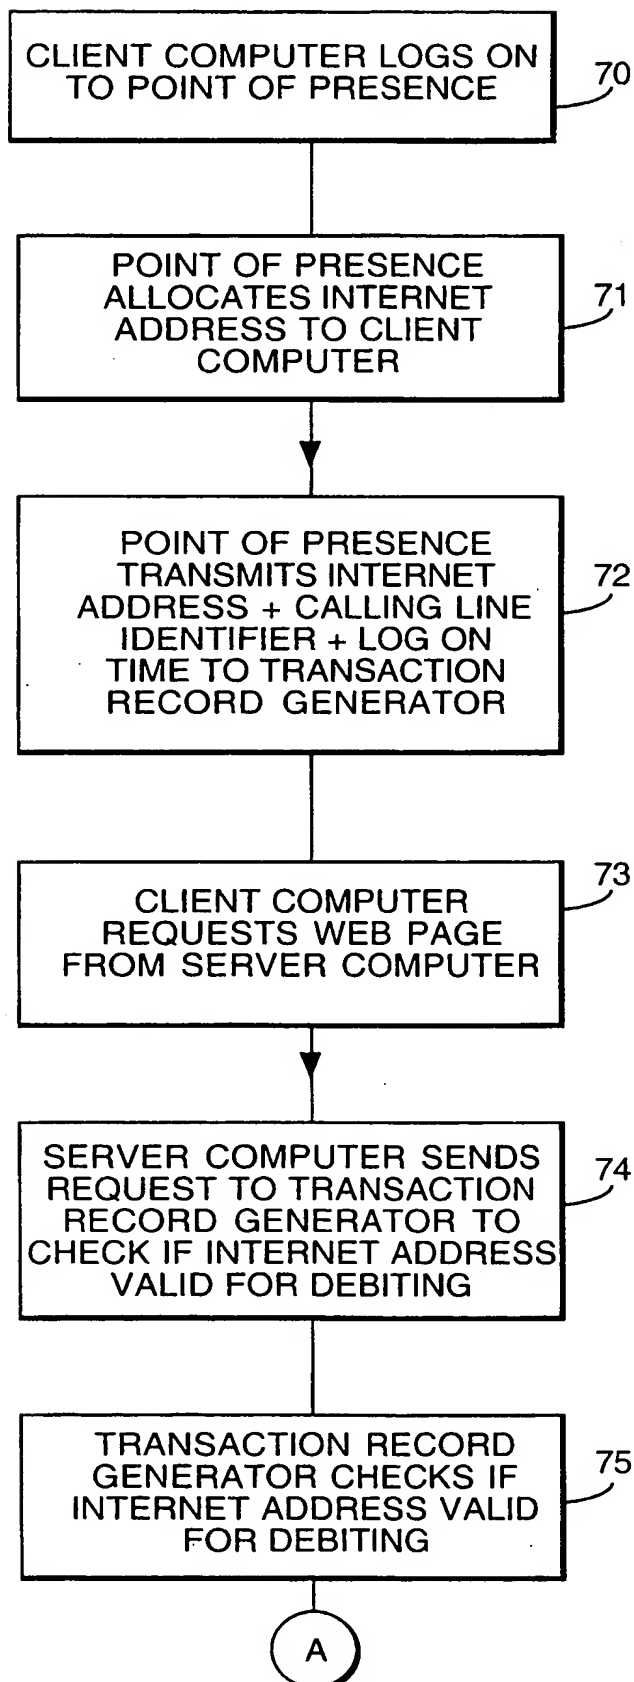 CLIENT COMPUTER LOGS ON
TO POINT OF PRESENCE
70
POINT OF PRESENCE
ALLOCATES INTERNET
ADDRESS TO CLIENT
COMPUTER
71
POINT OF PRESENCE
TRANSMITS INTERNET
ADDRESS + CALLING LINE
IDENTIFIER + LOG ON
TIME TO TRANSACTION
RECORD GENERATOR
72
CLIENT COMPUTER
REQUESTS WEB PAGE
FROM SERVER COMPUTER
73
SERVER COMPUTER SENDS
REQUEST TO TRANSACTION
RECORD GENERATOR TO
CHECK IF INTERNET ADDRESS
VALID FOR DEBITING
74
TRANSACTION RECORD
GENERATOR CHECKS IF
INTERNET ADDRESS VALID
FOR DEBITING
75
A